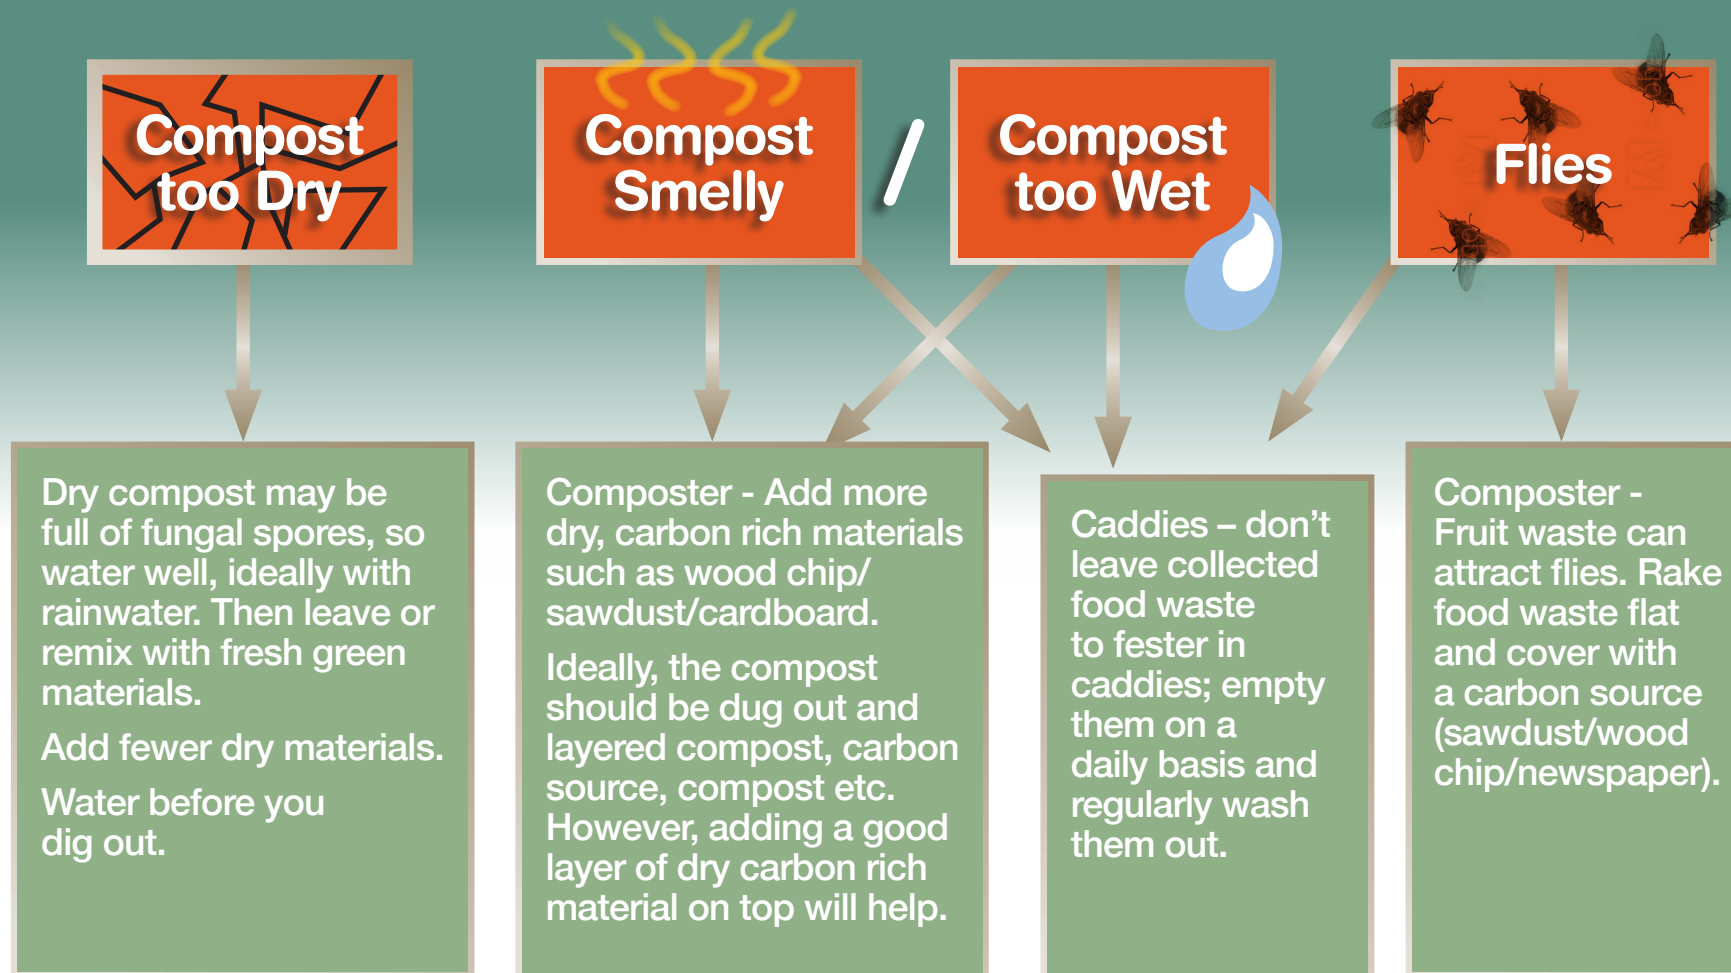 Compost
too Dry
Compost
Smelly
/
Compost
too Wet
Flies
Dry compost may be
full of fungal spores, so
water well, ideally with
rainwater. Then leave or
remix with fresh green
materials.
Add fewer dry materials.
Water before you
dig out.
Composter - Add more
dry, carbon rich materials
such as wood chip/
sawdust/cardboard.
Ideally, the compost
should be dug out and
layered compost, carbon
source, compost etc.
However, adding a good
layer of dry carbon rich
material on top will help.
Caddies – don’t
leave collected
food waste
to fester in
caddies; empty
them on a
daily basis and
regularly wash
them out.
Composter -
Fruit waste can
attract flies. Rake
food waste flat
and cover with
a carbon source
(sawdust/wood
chip/newspaper).